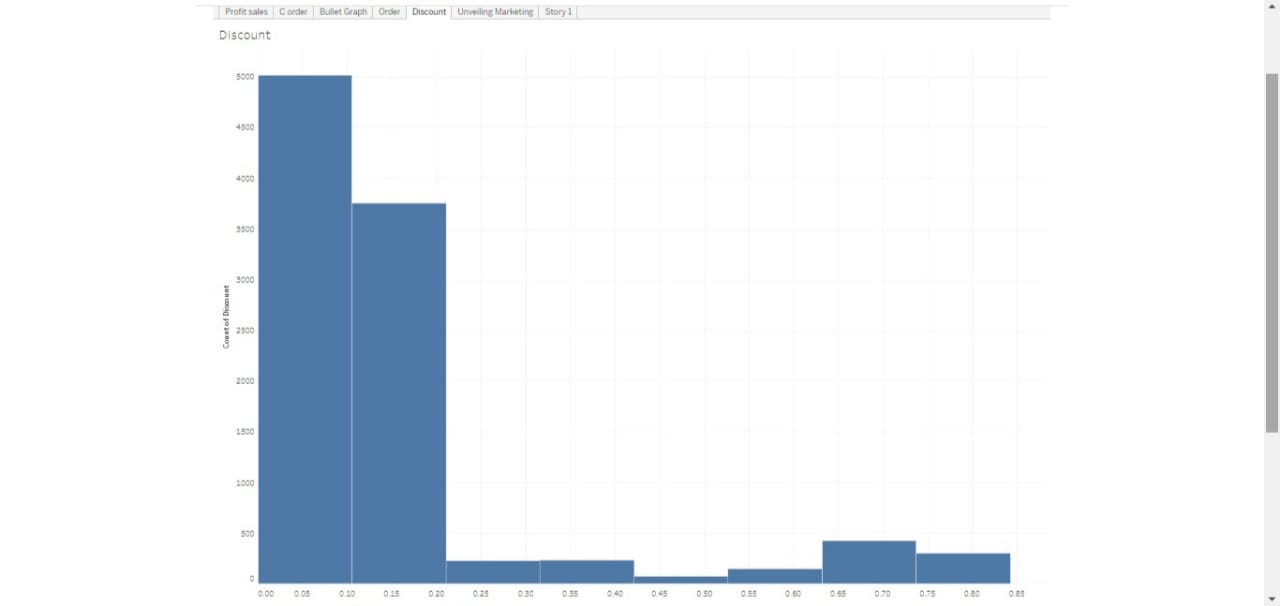 Profit sales C order Bullet Graph Order Discount Unveiling Marketing Story 1
Discount
5000
4500
4000
3500
3000
2500
2000
1500
1000
500
0
Count of Discount
0.00 0.05 0.10 0.15 0.20 0.25 0.30 0.35 0.40 0.45 0.50 0.55 0.60 0.65 0.70 0.75 0.80 0.85